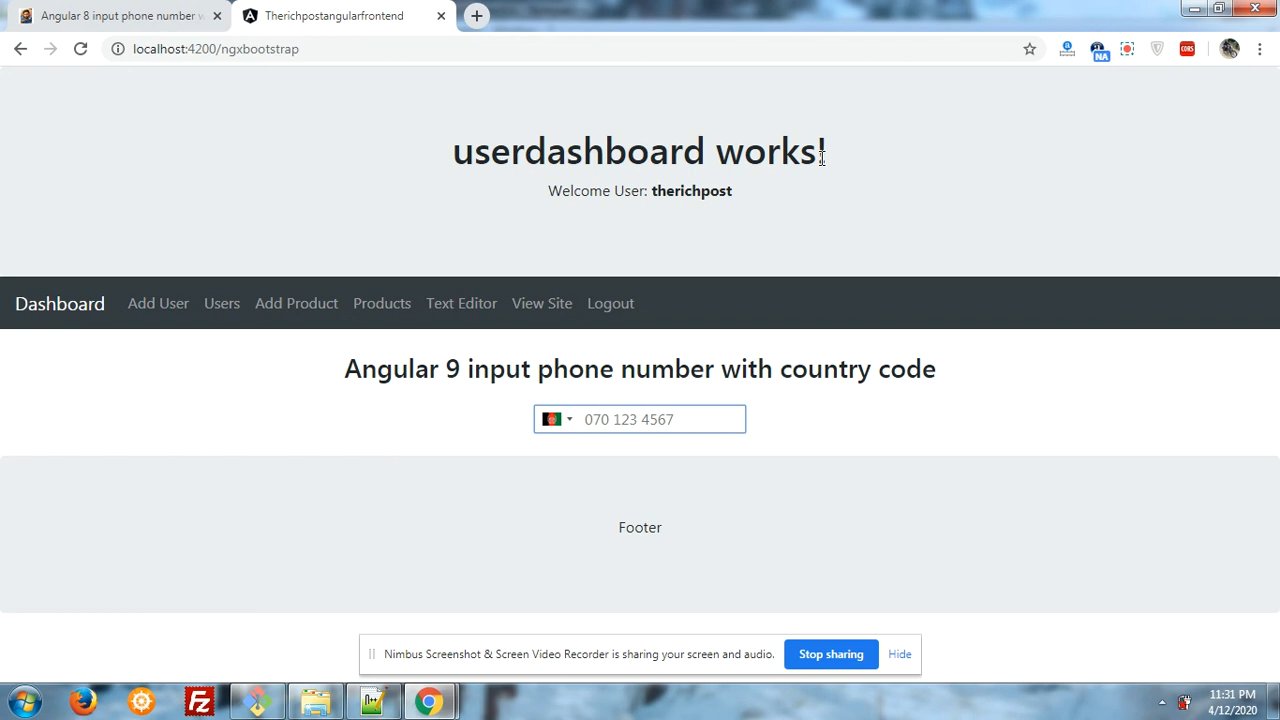 Angular 8 input phone number w
Therichpostangularfrontend
localhost:4200/ngxbootstrap
NA
CORS
userdashboard works!
Welcome User: therichpost
Dashboard Add User Users Add Product Products Text Editor View Site Logout
Angular 9 input phone number with country code
070 123 4567
Footer
Nimbus Screenshot & Screen Video Recorder is sharing your screen and audio. Stop sharing Hide
Fz
11:31 PM
4/12/2020